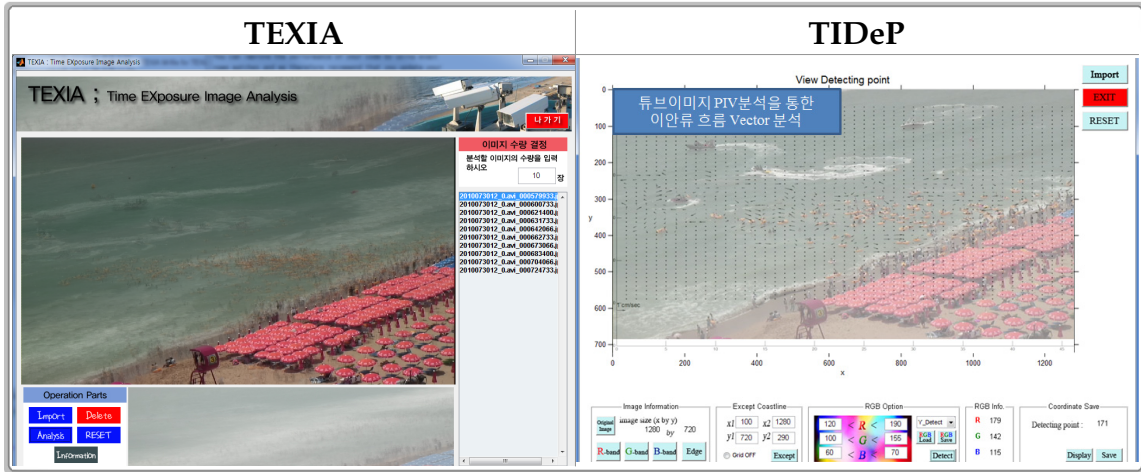 TEXIA
TIDeP
TEXIA : Time EXposure Image Analysis
TEXIA ; Time EXposure Image Analysis
나 가 기
이미지 수량 결정
분석할 이미지의 수량을 입력
하시오
10 장
2010073012_0.avi_000579933.j
2010073012_0.avi_000600733.j
2010073012_0.avi_000621400.j
2010073012_0.avi_000631733.j
2010073012_0.avi_000642066.j
2010073012_0.avi_000662733.j
2010073012_0.avi_000673066.j
2010073012_0.avi_000683400.j
2010073012_0.avi_000704066.j
2010073012_0.avi_000724733.j
Operation Parts
Import Delete
Analysis RESET
Information
View Detecting point
Import
EXIT
RESET
튜브이미지 PIV분석을 통한
이안류 흐름 Vector 분석
0
100
200
300
y
400
500
600
700
cm/sec
0 200 400 600 800 1000 1200
x
Image Information
Original
Image
image size (x by y)
1280 by 720
R-band G-band B-band Edge
Except Coastline
x1 100 x2 1280
y1 720 y2 290
Grid OFF Except
RGB Option
120 < R < 190
100 < G < 155
60 < B < 70
Y_Detect
RGB
Load
RGB
Save
Detect
RGB Info.
R 179
G 142
B 115
Coordinate Save
Detecting point : 171
Display Save